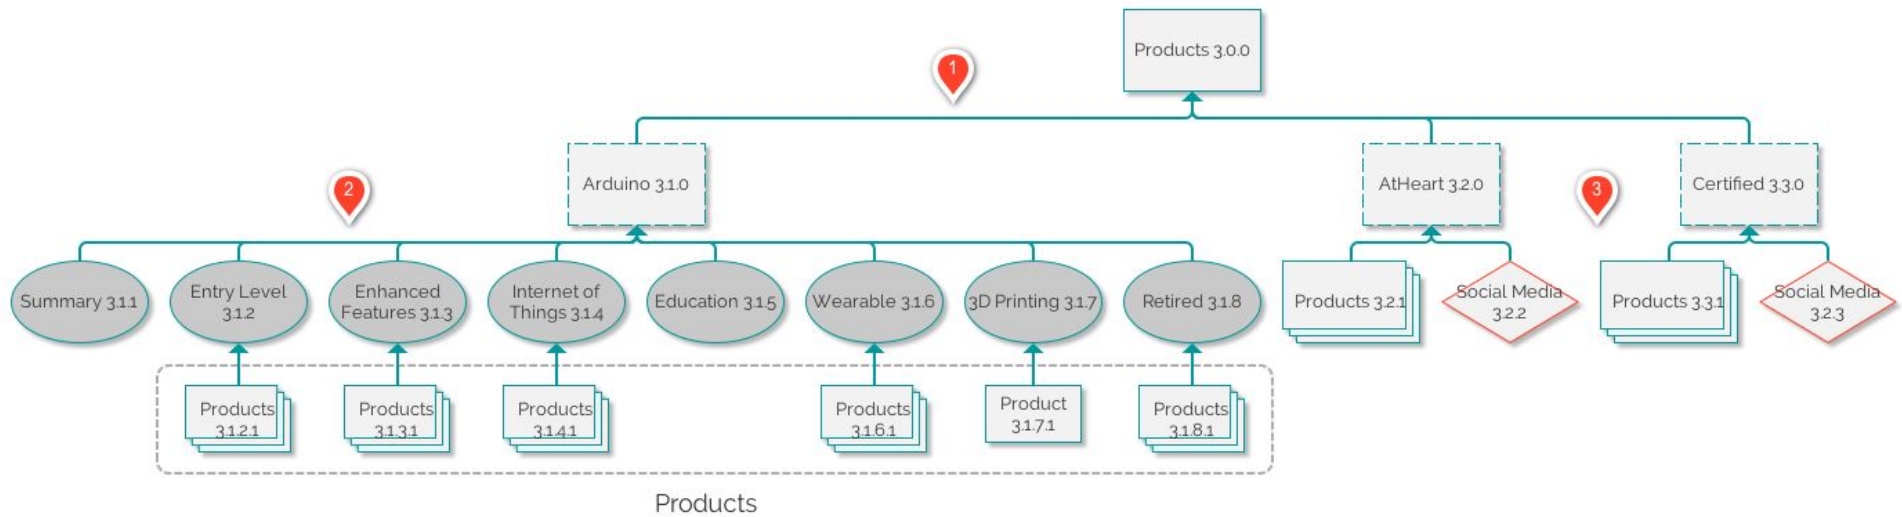 Products 3.0.0
1
Arduino 3.1.0
AtHeart 3.2.0
Certified 3.3.0
2
3
Summary 3.1.1
Entry Level
3.1.2
Enhanced
Features 3.1.3
Internet of
Things 3.1.4
Education 3.1.5
Wearable 3.1.6
3D Printing 3.1.7
Retired 3.1.8
Products 3.2.1
Social Media
3.2.2
Products 3.3.1
Social Media
3.2.3
Products
3.1.2.1
Products
3.1.3.1
Products
3.1.4.1
Products
3.1.6.1
Product
3.1.7.1
Products
3.1.8.1
Products